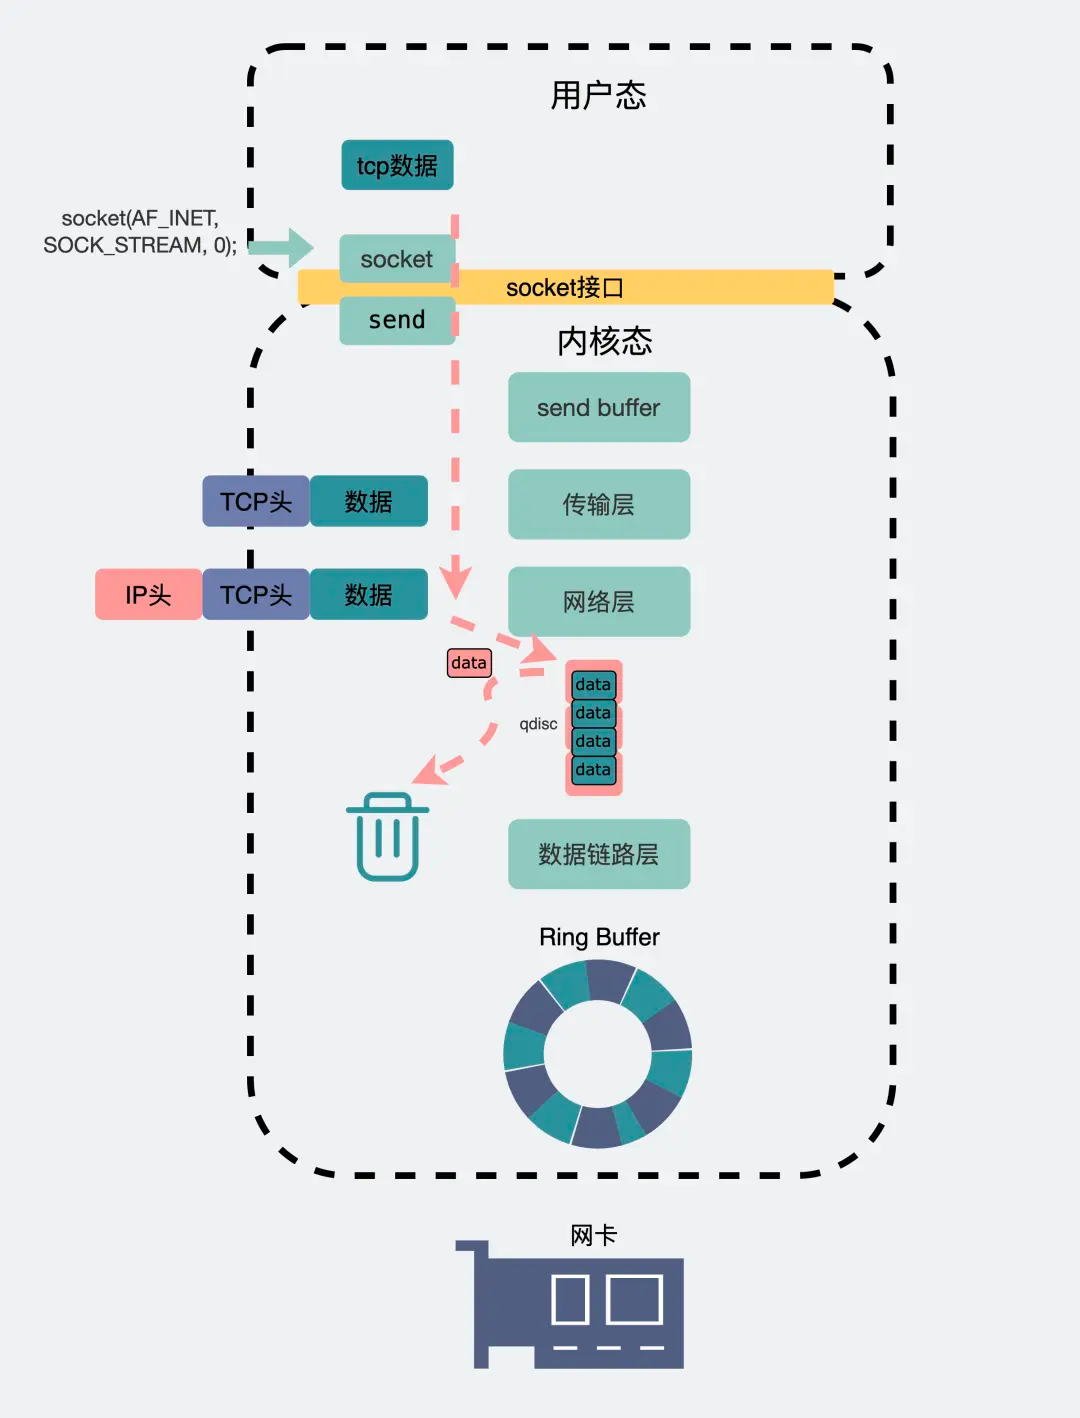 用户态
tcp数据
socket(AF_INET,
SOCK_STREAM, 0);
socket
socket接口
send
内核态
send buffer
TCP头
数据
传输层
IP头
TCP头
数据
网络层
data
data
data
data
data
qdisc
数据链路层
Ring Buffer
网卡